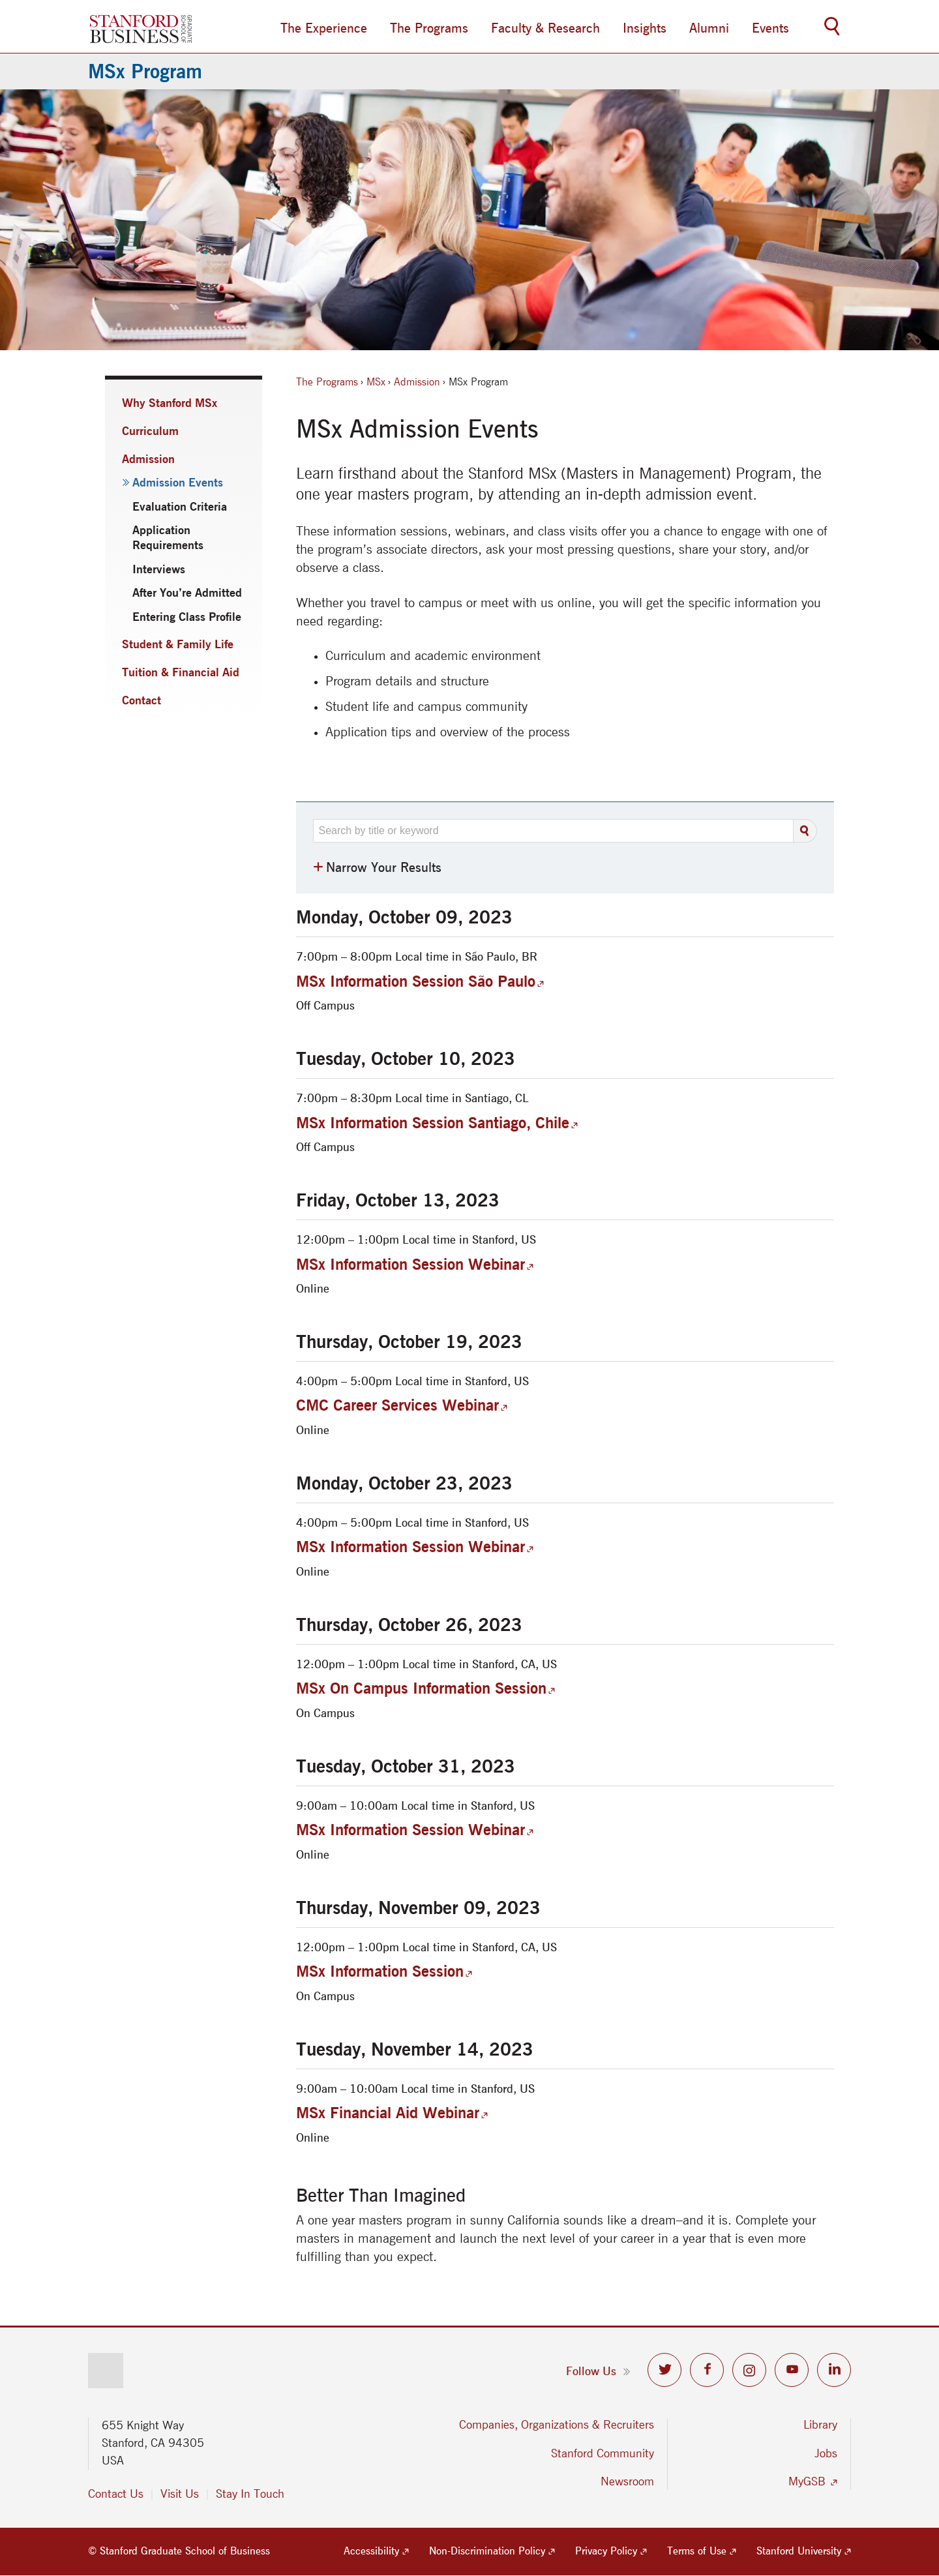 STANFORD
BUSINESS
GRADUATE
SCHOOL OF
The Experience
The Programs
Faculty & Research
Insights
Alumni
Events
MSx Program
Why Stanford MSx
Curriculum
Admission
» Admission Events
Evaluation Criteria
Application
Requirements
Interviews
After You’re Admitted
Entering Class Profile
Student & Family Life
Tuition & Financial Aid
Contact
The Programs › MSx › Admission › MSx Program
MSx Admission Events
Learn firsthand about the Stanford MSx (Masters in Management) Program, the
one year masters program, by attending an in-depth admission event.
These information sessions, webinars, and class visits offer you a chance to engage with one of
the program’s associate directors, ask your most pressing questions, share your story, and/or
observe a class.
Whether you travel to campus or meet with us online, you will get the specific information you
need regarding:
• Curriculum and academic environment
• Program details and structure
• Student life and campus community
• Application tips and overview of the process
Search by title or keyword
+ Narrow Your Results
Monday, October 09, 2023
7:00pm – 8:00pm Local time in São Paulo, BR
MSx Information Session São Paulo
Off Campus
Tuesday, October 10, 2023
7:00pm – 8:30pm Local time in Santiago, CL
MSx Information Session Santiago, Chile
Off Campus
Friday, October 13, 2023
12:00pm – 1:00pm Local time in Stanford, US
MSx Information Session Webinar
Online
Thursday, October 19, 2023
4:00pm – 5:00pm Local time in Stanford, US
CMC Career Services Webinar
Online
Monday, October 23, 2023
4:00pm – 5:00pm Local time in Stanford, US
MSx Information Session Webinar
Online
Thursday, October 26, 2023
12:00pm – 1:00pm Local time in Stanford, CA, US
MSx On Campus Information Session
On Campus
Tuesday, October 31, 2023
9:00am – 10:00am Local time in Stanford, US
MSx Information Session Webinar
Online
Thursday, November 09, 2023
12:00pm – 1:00pm Local time in Stanford, CA, US
MSx Information Session
On Campus
Tuesday, November 14, 2023
9:00am – 10:00am Local time in Stanford, US
MSx Financial Aid Webinar
Online
Better Than Imagined
A one year masters program in sunny California sounds like a dream–and it is. Complete your
masters in management and launch the next level of your career in a year that is even more
fulfilling than you expect.
Follow Us »
655 Knight Way
Stanford, CA 94305
USA
Contact Us | Visit Us | Stay In Touch
Companies, Organizations & Recruiters
Stanford Community
Newsroom
Library
Jobs
MyGSB
© Stanford Graduate School of Business
Accessibility
Non-Discrimination Policy
Privacy Policy
Terms of Use
Stanford University